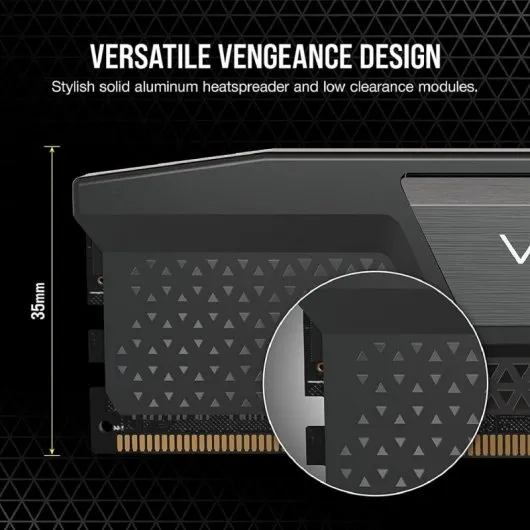 VERSATILE VENGEANCE DESIGN
Stylish solid aluminum heatspreader and low clearance modules.
35mm
V